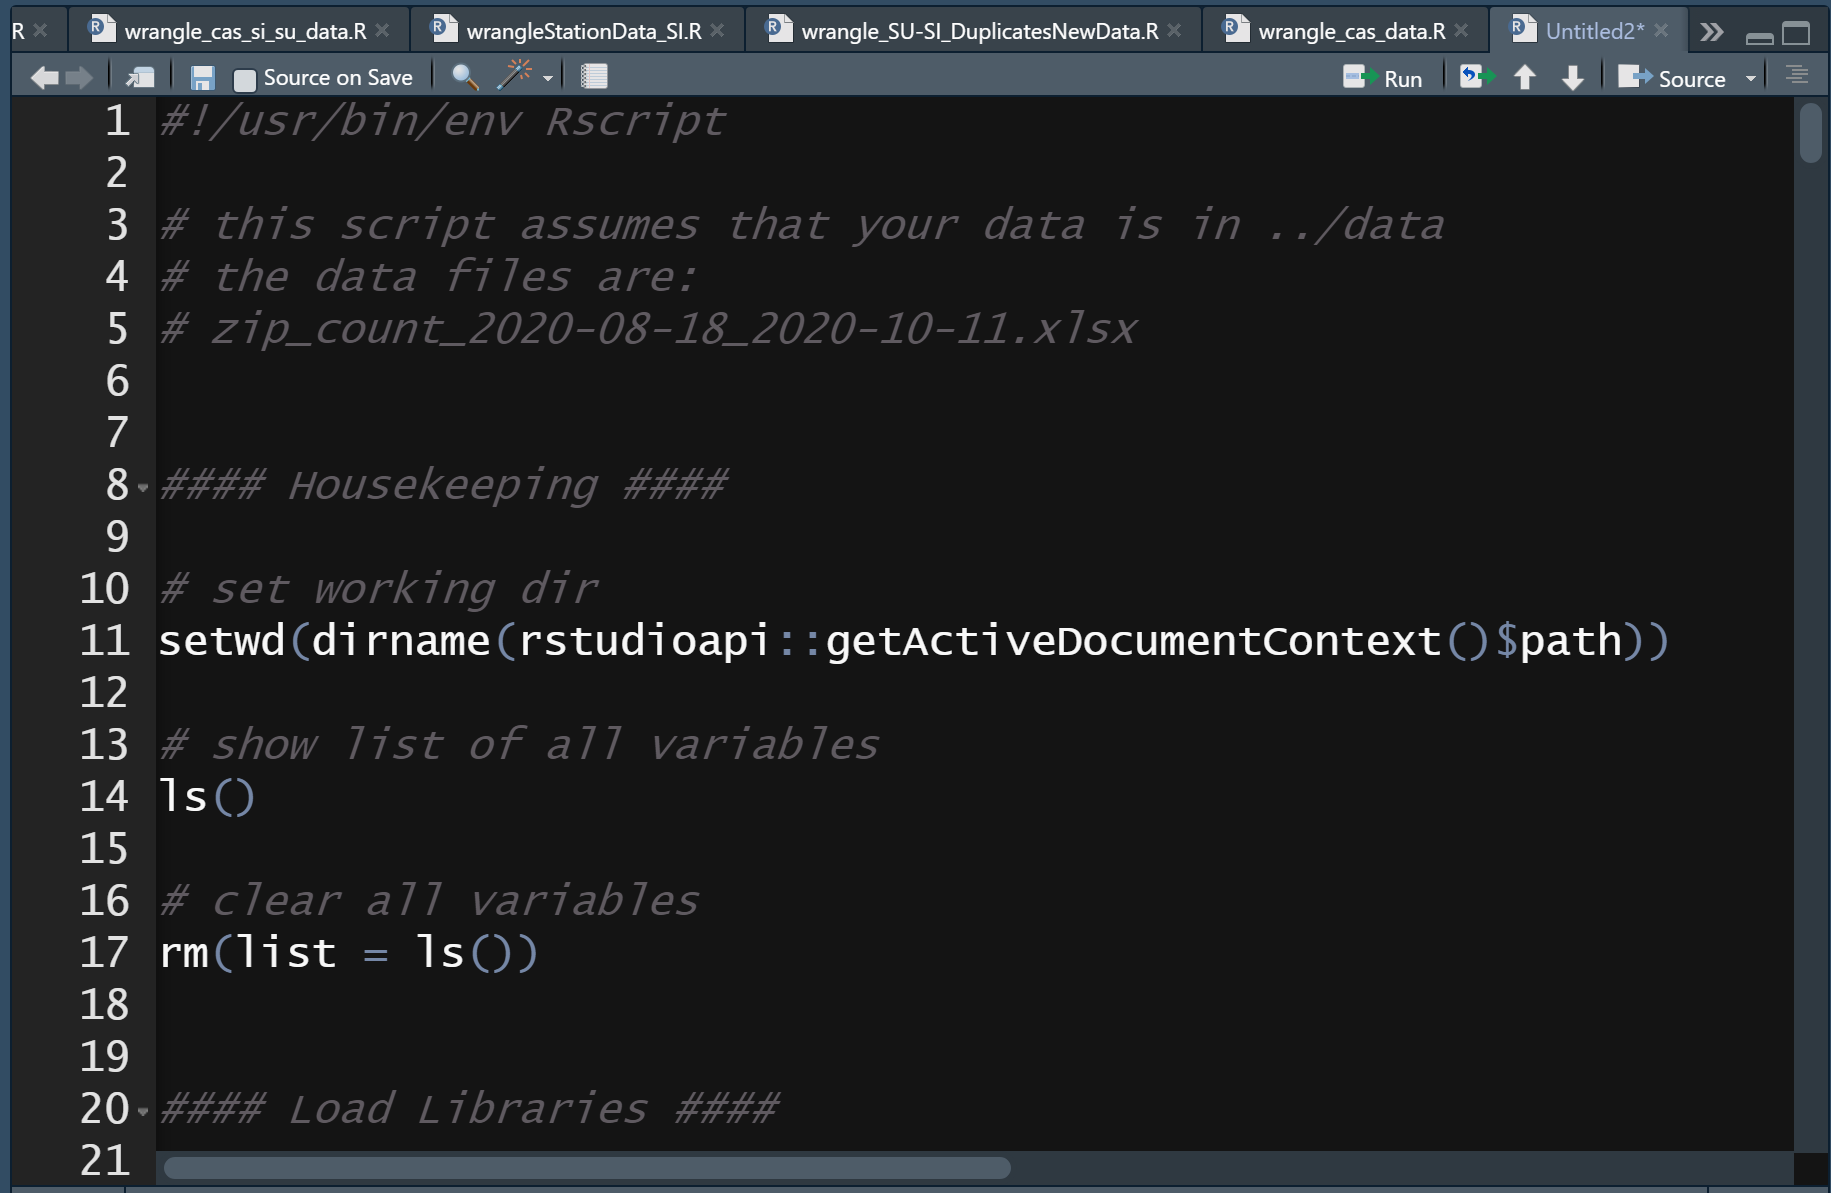 R wrangle_cas_si_su_data.R wrangleStationData_SI.R wrangle_SU-SI_DuplicatesNewData.R wrangle_cas_data.R Untitled2*
Source on Save Run Source
1 #!/usr/bin/env Rscript
2
3 # this script assumes that your data is in ../data
4 # the data files are:
5 # zip_count_2020-08-18_2020-10-11.xlsx
6
7
8 #### Housekeeping ####
9
10 # set working dir
11 setwd(dirname(rstudioapi::getActiveDocumentContext()$path))
12
13 # show list of all variables
14 ls()
15
16 # clear all variables
17 rm(list = ls())
18
19
20 #### Load Libraries ####
21